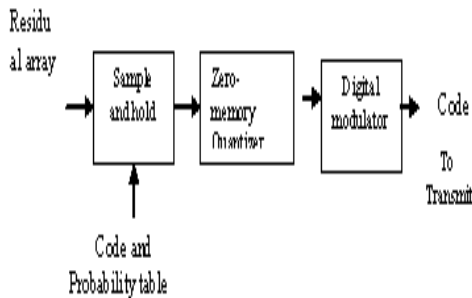 Residu
al array
Sample
and hold
Zero-
memory
Quantizer
Digital
modulator
Code
To
Transmit
Code and
Probability table